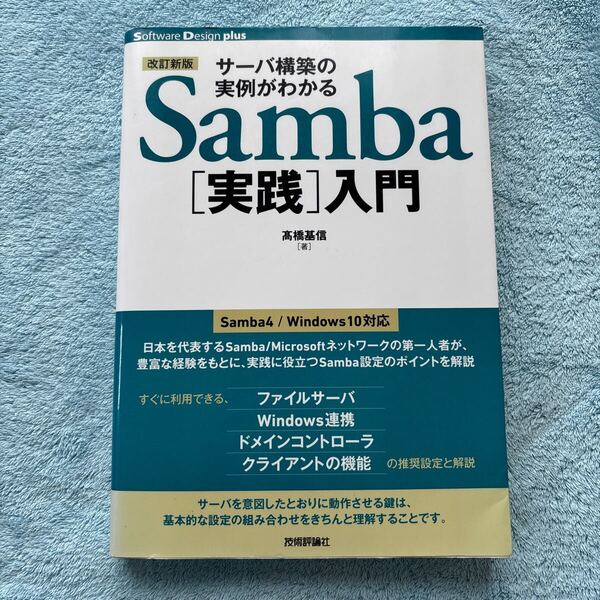 Software Design plus
改訂新版
サーバ構築の
実例がわかる
Samba
［実践］入門
髙橋基信
［著］
Samba4 / Windows10対応
日本を代表するSamba/Microsoftネットワークの第一人者が、
豊富な経験をもとに、実践に役立つSamba設定のポイントを解説
すぐに利用できる、
ファイルサーバ
Windows連携
ドメインコントローラ
クライアントの機能
の推奨設定と解説
サーバを意図したとおりに動作させる鍵は、
基本的な設定の組み合わせをきちんと理解することです。
技術評論社